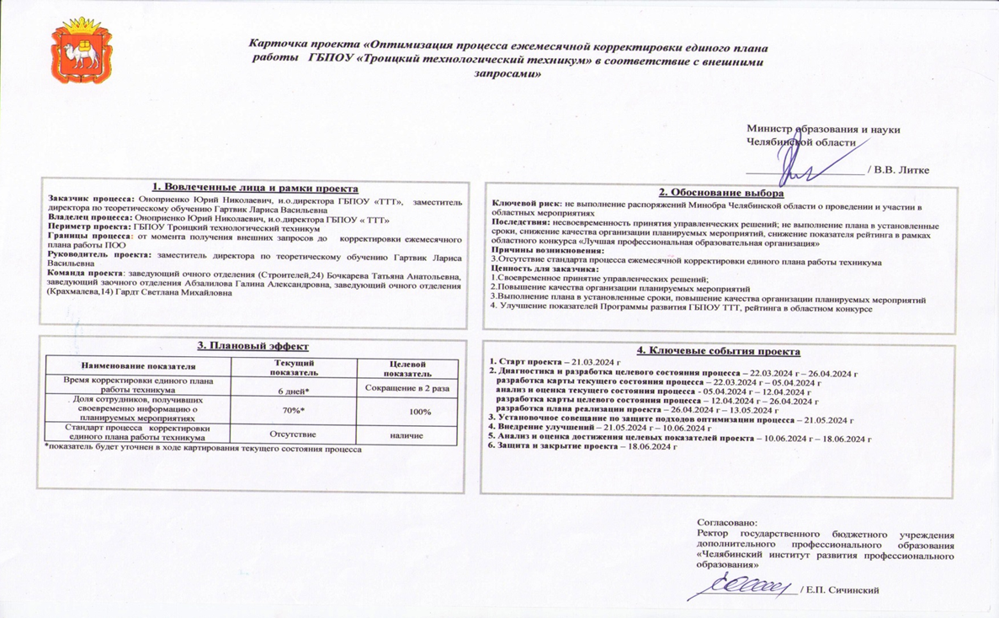 Карточка проекта «Оптимизация процесса ежемесячной корректировки единого плана
работы ГБПОУ «Троицкий технологический техникум» в соответствие с внешними
запросами»
Министр образования и науки
Челябинской области
/ В.В. Литке
1. Вовлеченные лица и рамки проекта
Заказчик процесса: Оноприенко Юрий Николаевич, и.о.директора ГБПОУ «ТТТ», заместитель
директора по теоретическому обучению Гартвик Лариса Васильевна
Владелец процесса: Оноприенко Юрий Николаевич, и.о.директора ГБПОУ « ТТТ»
Периметр проекта: ГБПОУ Троицкий технологический техникум
Границы процесса: от момента получения внешних запросов до корректировки ежемесячного
плана работы ПОО
Руководитель проекта: заместитель директора по теоретическому обучению Гартвик Лариса
Васильевна
Команда проекта: заведующий очного отделения (Строителей,24) Бочкарева Татьяна Анатольевна,
заведующий заочного отделения Абзалилова Галина Александровна, заведующий очного отделения
(Крахмалева,14) Гардт Светлана Михайловна
2. Обоснование выбора
Ключевой риск: не выполнение распоряжений Минобра Челябинской области о проведении и участии в
областных мероприятиях
Последствия: несвоевременность принятия управленческих решений; не выполнение плана в установленные
сроки, снижение качества организации планируемых мероприятий, снижение показателя рейтинга в рамках
областного конкурса «Лучшая профессиональная образовательная организация»
Причины возникновения:
3.Отсутствие стандарта процесса ежемесячной корректировки единого плана работы техникума
Ценность для заказчика:
1.Своевременное принятие управленческих решений;
2.Повышение качества организации планируемых мероприятий
3.Выполнение плана в установленные сроки, повышение качества организации планируемых мероприятий
4. Улучшение показателей Программы развития ГБПОУ ТТТ, рейтинга в областном конкурсе
3. Плановый эффект
Наименование показателя
Текущий
показатель
Целевой
показатель
Время корректировки единого плана
работы техникума
6 дней*
Сокращение в 2 раза
. Доля сотрудников, получивших
своевременно информацию о
планируемых мероприятиях
70%*
100%
Стандарт процесса корректировки
единого плана работы техникума
Отсутствие
наличие
*показатель будет уточнен в ходе картирования текущего состояния процесса
4. Ключевые события проекта
1. Старт проекта – 21.03.2024 г
2. Диагностика и разработка целевого состояния процесса – 22.03.2024 г – 26.04.2024 г
разработка карты текущего состояния процесса – 22.03.2024 г – 05.04.2024 г
анализ и оценка текущего состояния процесса - 05.04.2024 г – 12.04.2024 г
разработка карты целевого состояния процесса – 12.04.2024 г – 26.04.2024 г
разработка плана реализации проекта – 26.04.2024 г – 13.05.2024 г
3. Установочное совещание по защите подходов оптимизации процесса – 21.05.2024 г
4. Внедрение улучшений – 21.05.2024 г – 10.06.2024 г
5. Анализ и оценка достижения целевых показателей проекта – 10.06.2024 г – 18.06.2024 г
6. Защита и закрытие проекта – 18.06.2024 г
Согласовано:
Ректор государственного бюджетного учреждения
дополнительного профессионального образования
«Челябинский институт развития профессионального
образования»
/ Е.П. Сичинский